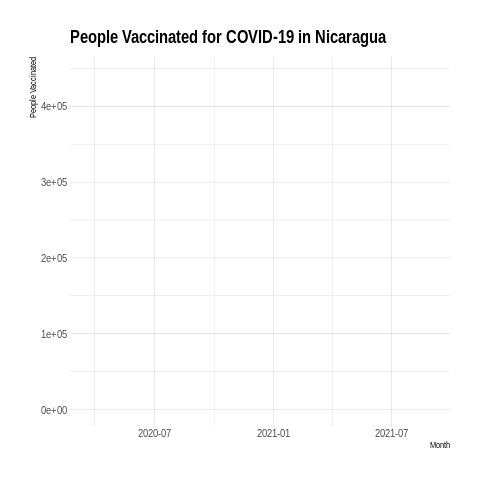 People Vaccinated for COVID-19 in Nicaragua
People Vaccinated
4e+05
3e+05
2e+05
1e+05
0e+00
2020-07 2021-01 2021-07
Month